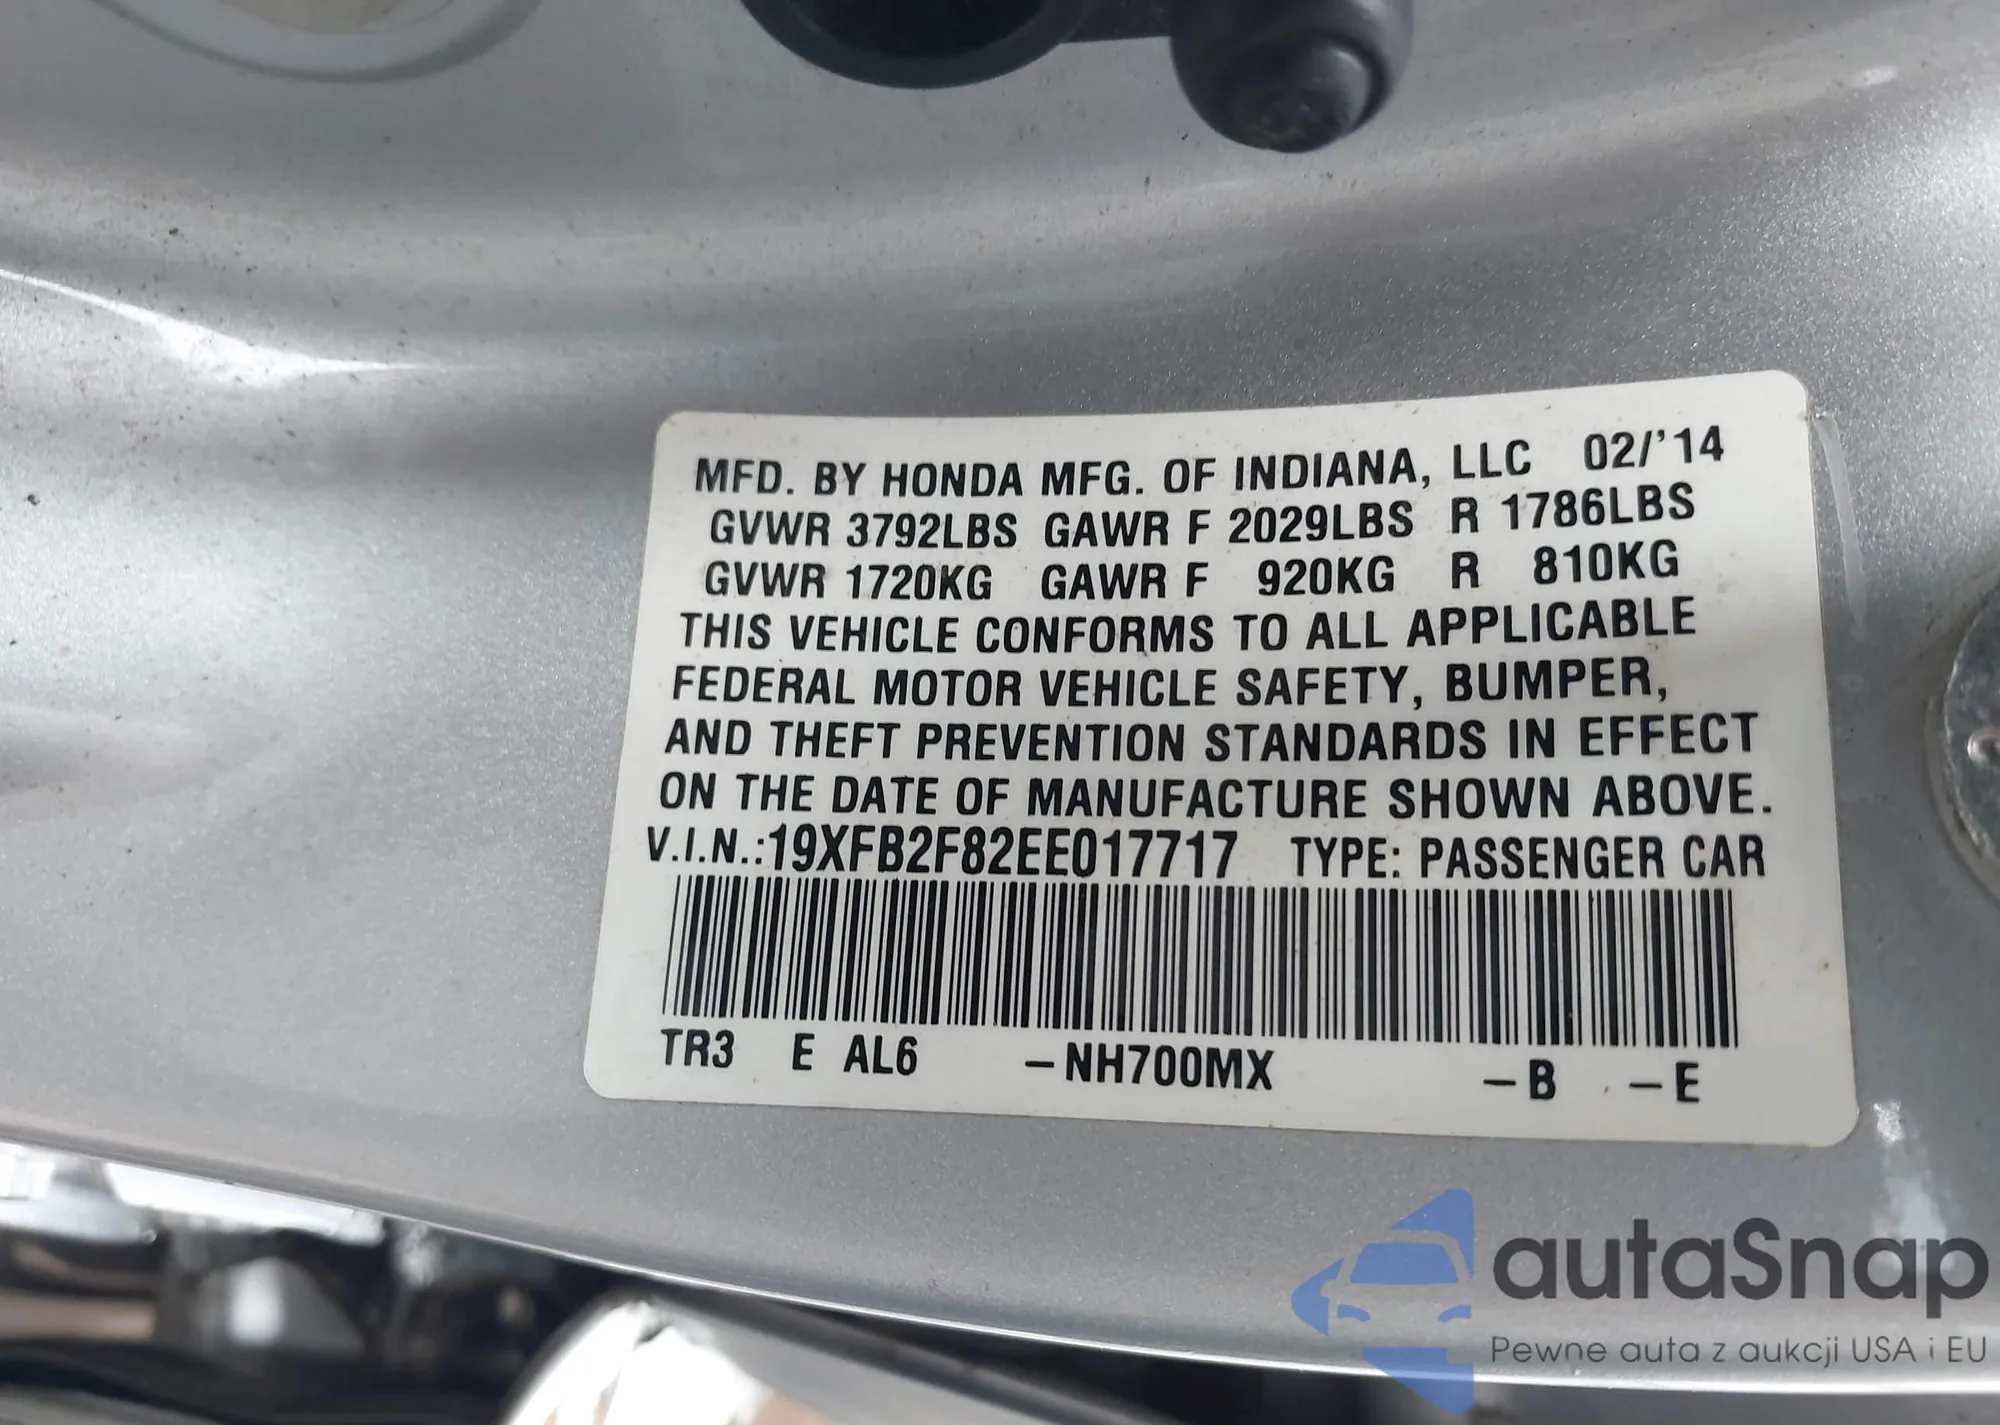 MFD. BY HONDA MFG. OF INDIANA, LLC 02/'14
GVWR 3792LBS GAWR F 2029LBS R 1786LBS
GVWR 1720KG GAWR F 920KG R 810KG
THIS VEHICLE CONFORMS TO ALL APPLICABLE
FEDERAL MOTOR VEHICLE SAFETY, BUMPER,
AND THEFT PREVENTION STANDARDS IN EFFECT
ON THE DATE OF MANUFACTURE SHOWN ABOVE.
V.I.N.:19XFB2F82EE017717 TYPE: PASSENGER CAR
TR3 E AL6 –NH700MX –B –E
autaSnap
Pewne auta z aukcji USA i EU